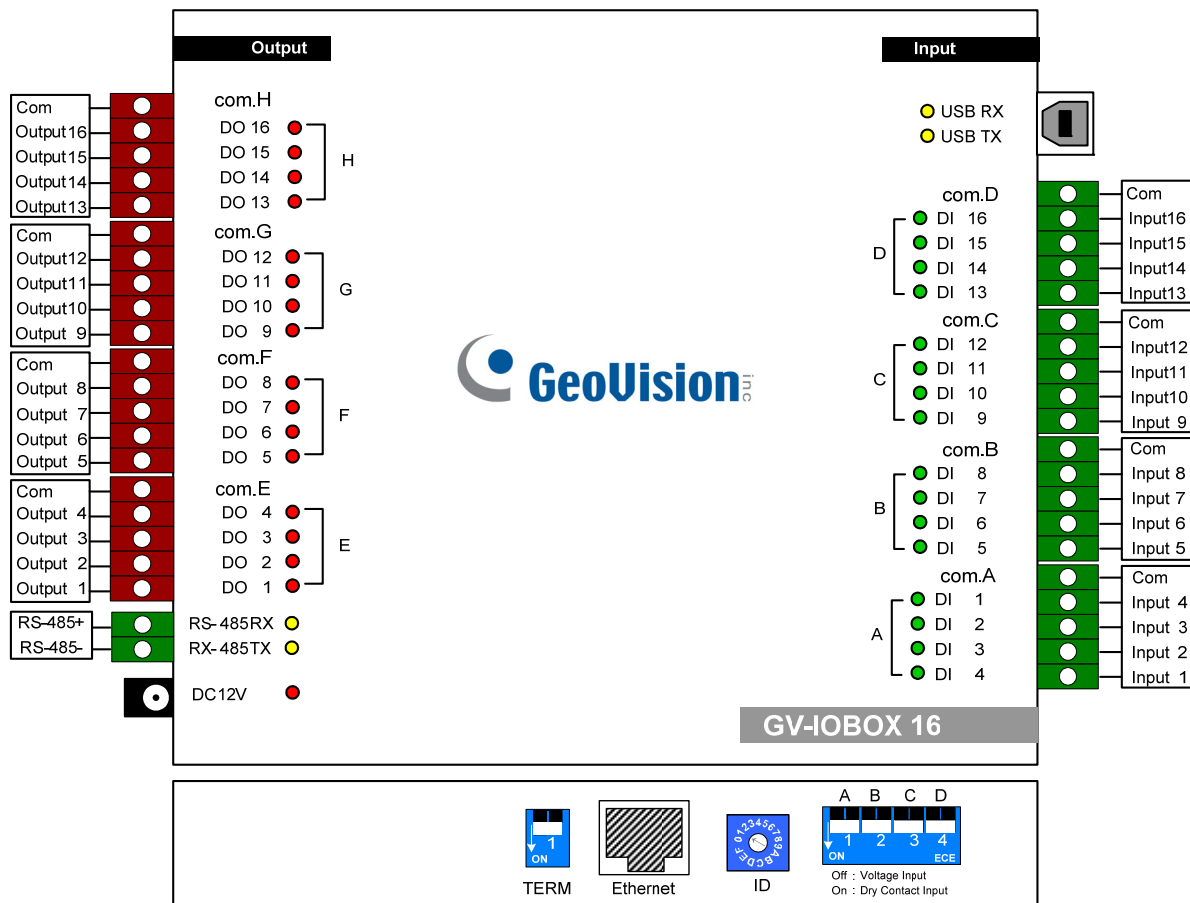 Output
Input
Com
Output16
Output15
Output14
Output13
Com
Output12
Output11
Output10
Output 9
Com
Output 8
Output 7
Output 6
Output 5
Com
Output 4
Output 3
Output 2
Output 1
RS-485+
RS-485-
com.H
DO 16
DO 15
DO 14
DO 13
H
com.G
DO 12
DO 11
DO 10
DO 9
G
com.F
DO 8
DO 7
DO 6
DO 5
F
com.E
DO 4
DO 3
DO 2
DO 1
E
RS-485RX
RX-485TX
DC12V
GeoVision inc
USB RX
USB TX
com.D
DI 16
DI 15
DI 14
DI 13
D
com.C
DI 12
DI 11
DI 10
DI 9
C
com.B
DI 8
DI 7
DI 6
DI 5
B
com.A
DI 1
DI 2
DI 3
DI 4
A
Com
Input16
Input15
Input14
Input13
Com
Input12
Input11
Input10
Input 9
Com
Input 8
Input 7
Input 6
Input 5
Com
Input 4
Input 3
Input 2
Input 1
GV-IOBOX 16
1
ON
TERM
Ethernet
0123456789ABCDEF
ID
A B C D
1 2 3 4
ON ECE
Off : Voltage Input
On : Dry Contact Input